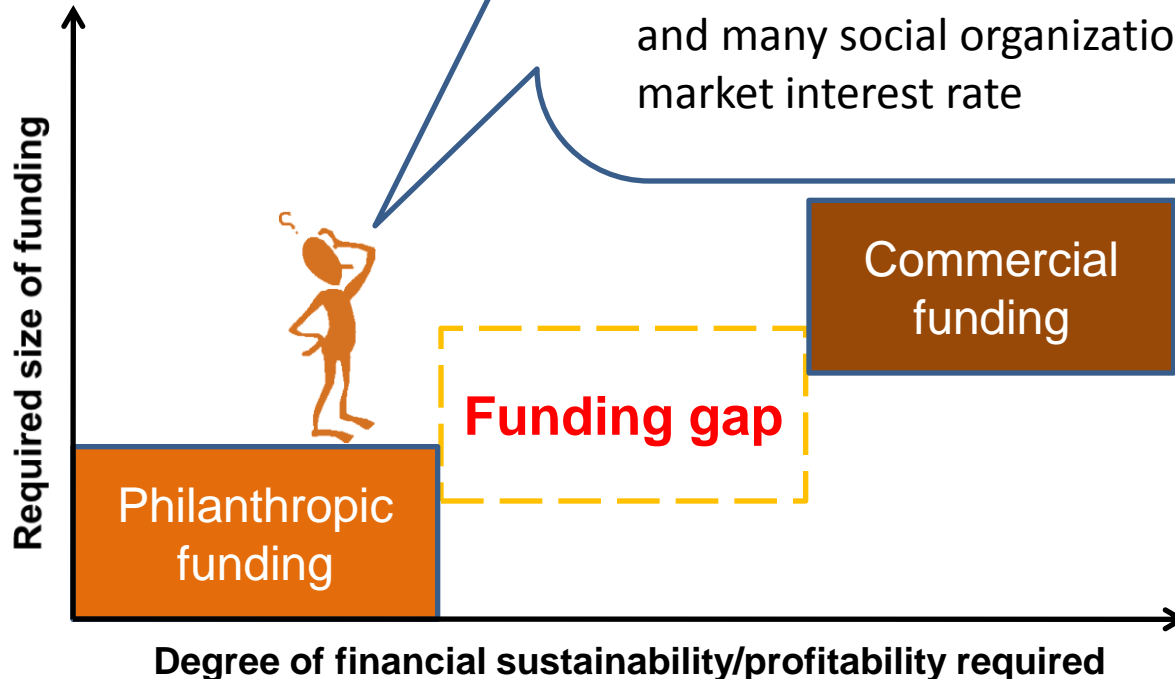 and many social organizatio
market interest rate
Required size of funding
Commercial
funding
Funding gap
Philanthropic
funding
Degree of financial sustainability/profitability required